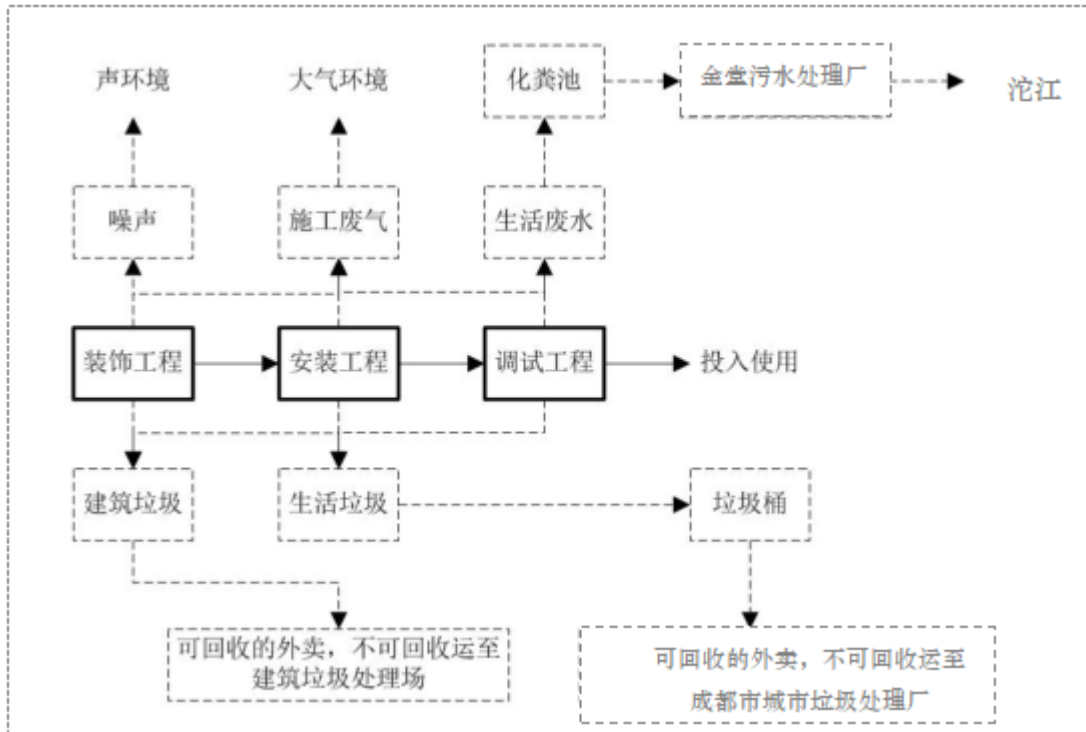 声环境
大气环境
化粪池
金堂污水处理厂
沱江
噪声
施工废气
生活废水
装饰工程
安装工程
调试工程
投入使用
建筑垃圾
生活垃圾
垃圾桶
可回收的外卖，不可回收运至
建筑垃圾处理场
可回收的外卖，不可回收运至
成都市城市垃圾处理厂